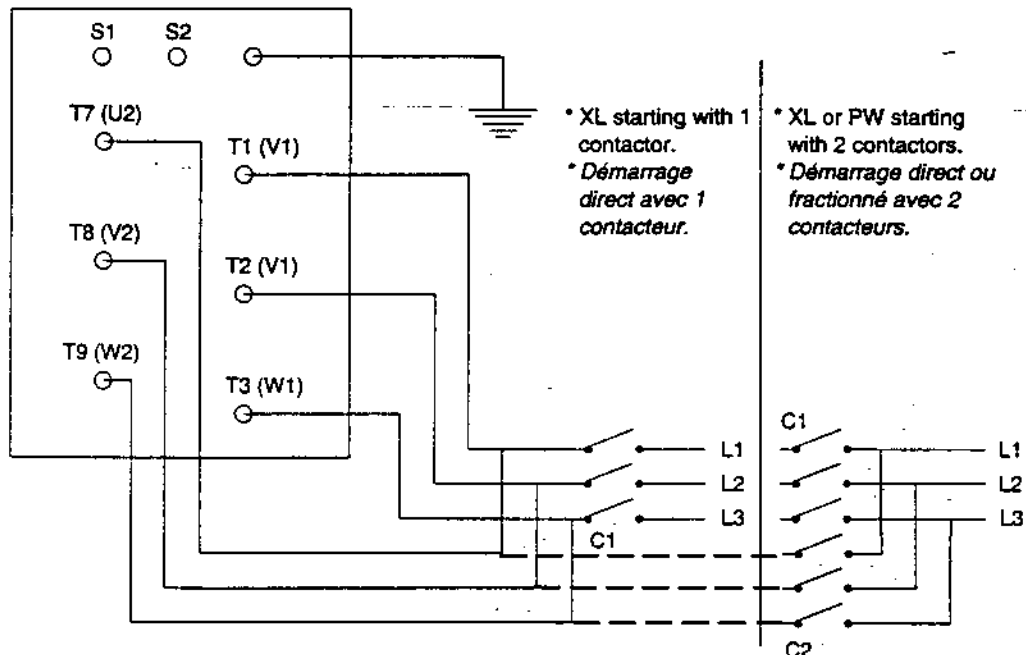 S1 S2
T7 (U2)
T1 (V1)
T8 (V2)
T2 (V1)
T9 (W2)
T3 (W1)
* XL starting with 1
contactor.
* Démarrage
direct avec 1
contacteur.
* XL or PW starting
with 2 contactors.
* Démarrage direct ou
fractionné avec 2
contacteurs.
C1
L1 L1
L2 L2
L3 L3
C1
C2